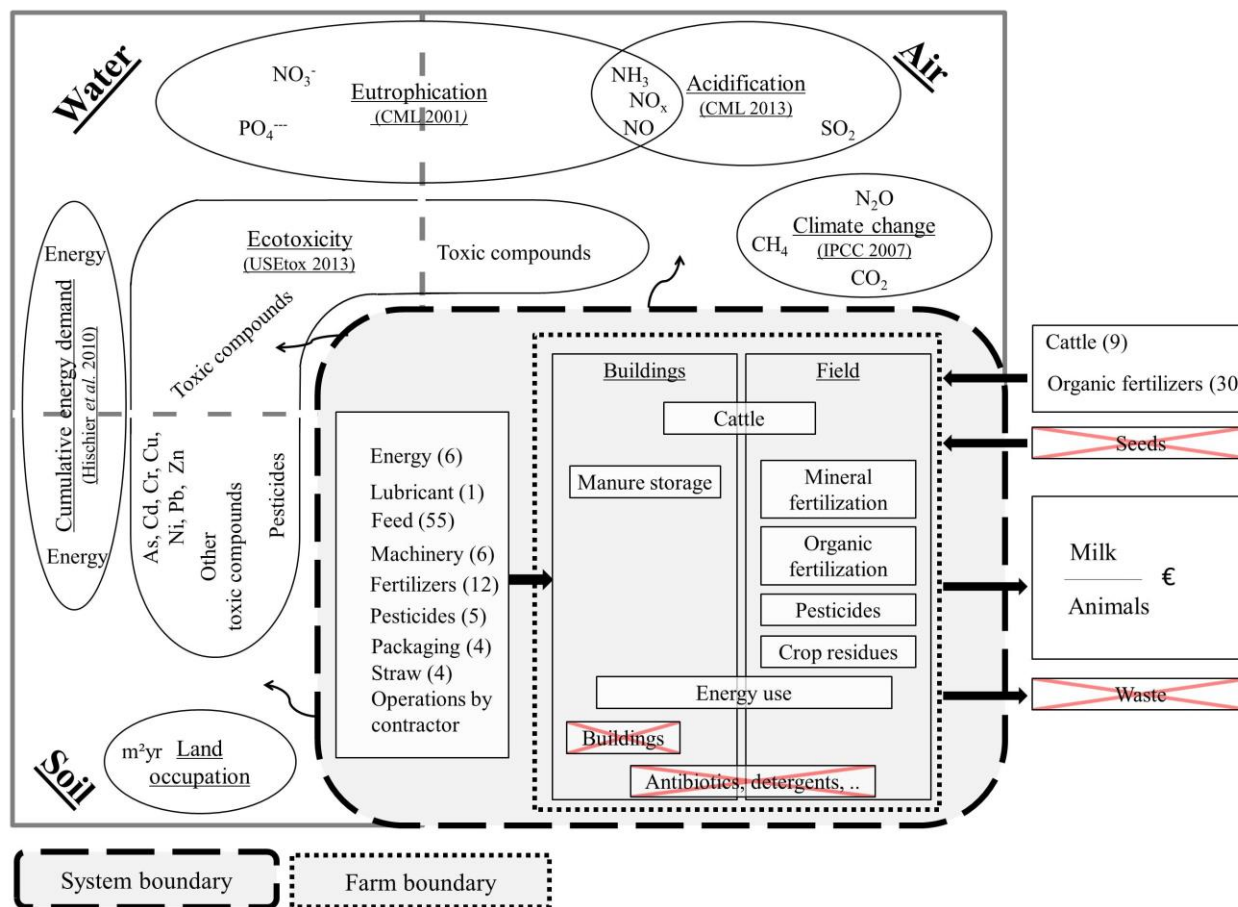 Water
Air
NO₃⁻
PO₄⁻⁻⁻
Eutrophication
(CML 2001)
NH₃
NOₓ
NO
Acidification
(CML 2013)
SO₂
N₂O
Climate change
(IPCC 2007)
CH₄
CO₂
Energy
Cumulative energy demand
(Hischier et al. 2010)
Energy
Ecotoxicity
(USEtox 2013)
Toxic compounds
Toxic compounds
As, Cd, Cr, Cu,
Ni, Pb, Zn
Other
toxic compounds
Pesticides
Soil
m²yr Land
occupation
Energy (6)
Lubricant (1)
Feed (55)
Machinery (6)
Fertilizers (12)
Pesticides (5)
Packaging (4)
Straw (4)
Operations by
contractor
Buildings
Field
Cattle
Manure storage
Mineral
fertilization
Organic
fertilization
Pesticides
Crop residues
Energy use
Buildings
Antibiotics, detergents, ..
Cattle (9)
Organic fertilizers (30
Seeds
Milk
€
Animals
Waste
System boundary
Farm boundary